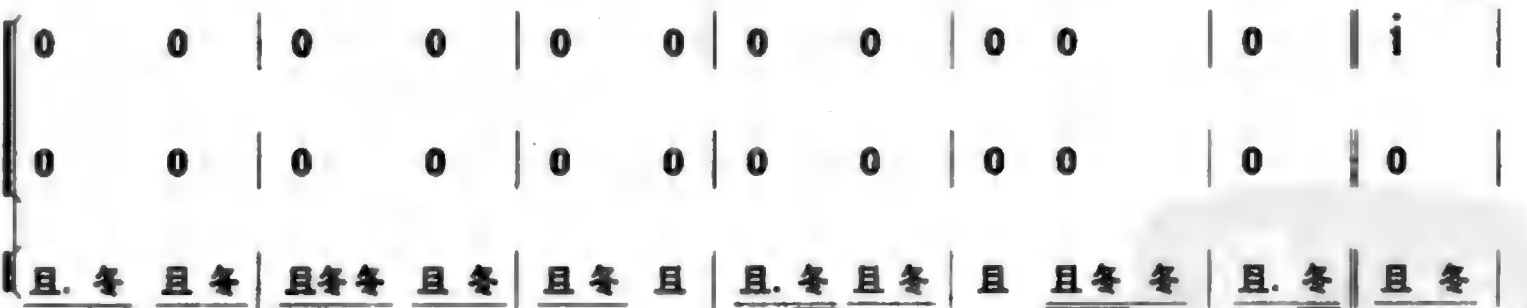 0 0 | 0 0 | 0 0 | 0 0 | 0 0 | 0 ‖ i |
0 0 | 0 0 | 0 0 | 0 0 | 0 0 | 0 ‖ 0 |
且. 冬 且 冬 | 且冬冬 且 冬 | 且 冬 且 | 且. 冬 且 冬 | 且 且冬 冬 | 且. 冬 ‖ 且 冬 |